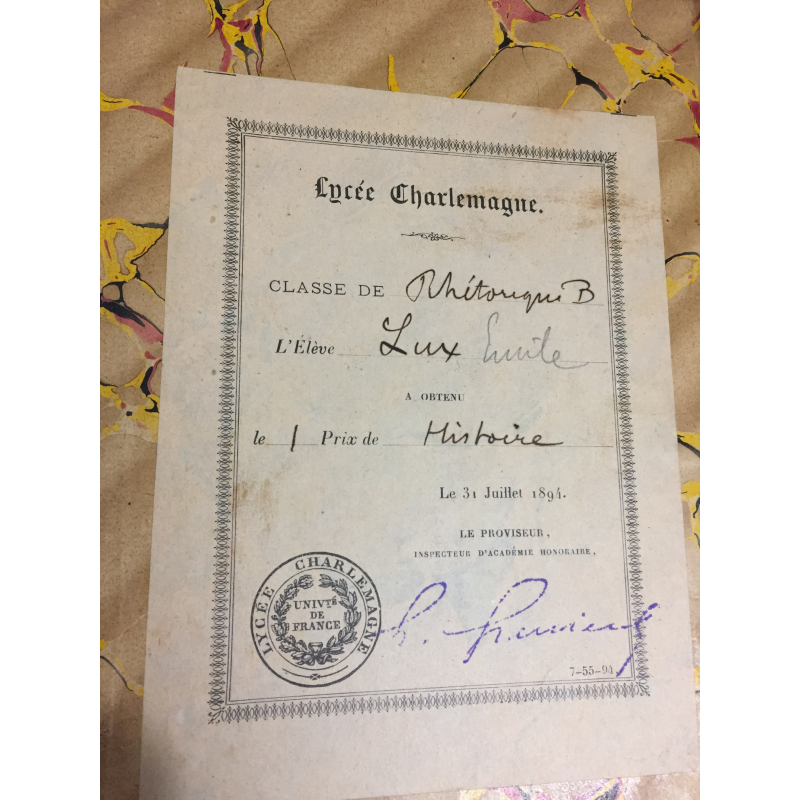 Lycée Charlemagne.
CLASSE DE Rhétorique B
L'Élève Lux Emile
A OBTENU
le 1 Prix de Histoire
Le 31 Juillet 1894.
LE PROVISEUR,
INSPECTEUR D'ACADÉMIE HONORAIRE,
LYCÉE CHARLEMAGNE
UNIVTÉ
DE
FRANCE
7-55-94